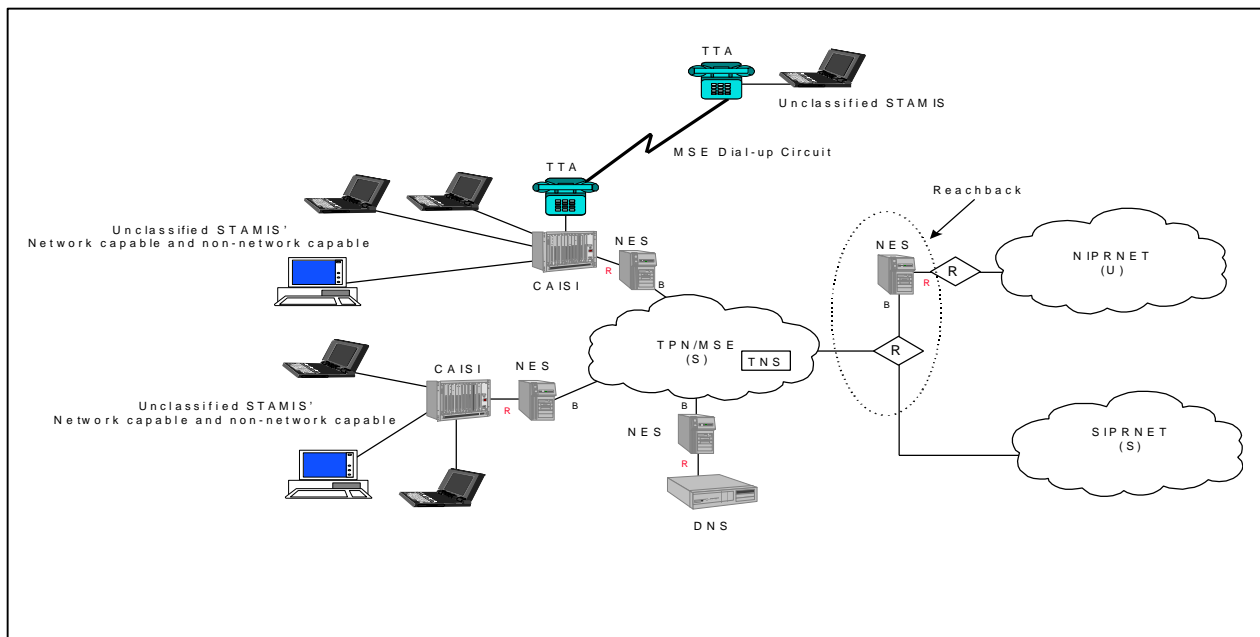 TTA
Unclassified STAMIS
MSE Dial-up Circuit
TTA
Reachback
Unclassified STAMIS'
Network capable and non-network capable
NES
R
CAISI
B
NES
R
B
R
NIPRNET
(U)
TPN/MSE
(S)
TNS
R
CAISI
NES
R
B
Unclassified STAMIS'
Network capable and non-network capable
B
NES
R
DNS
SIPRNET
(S)